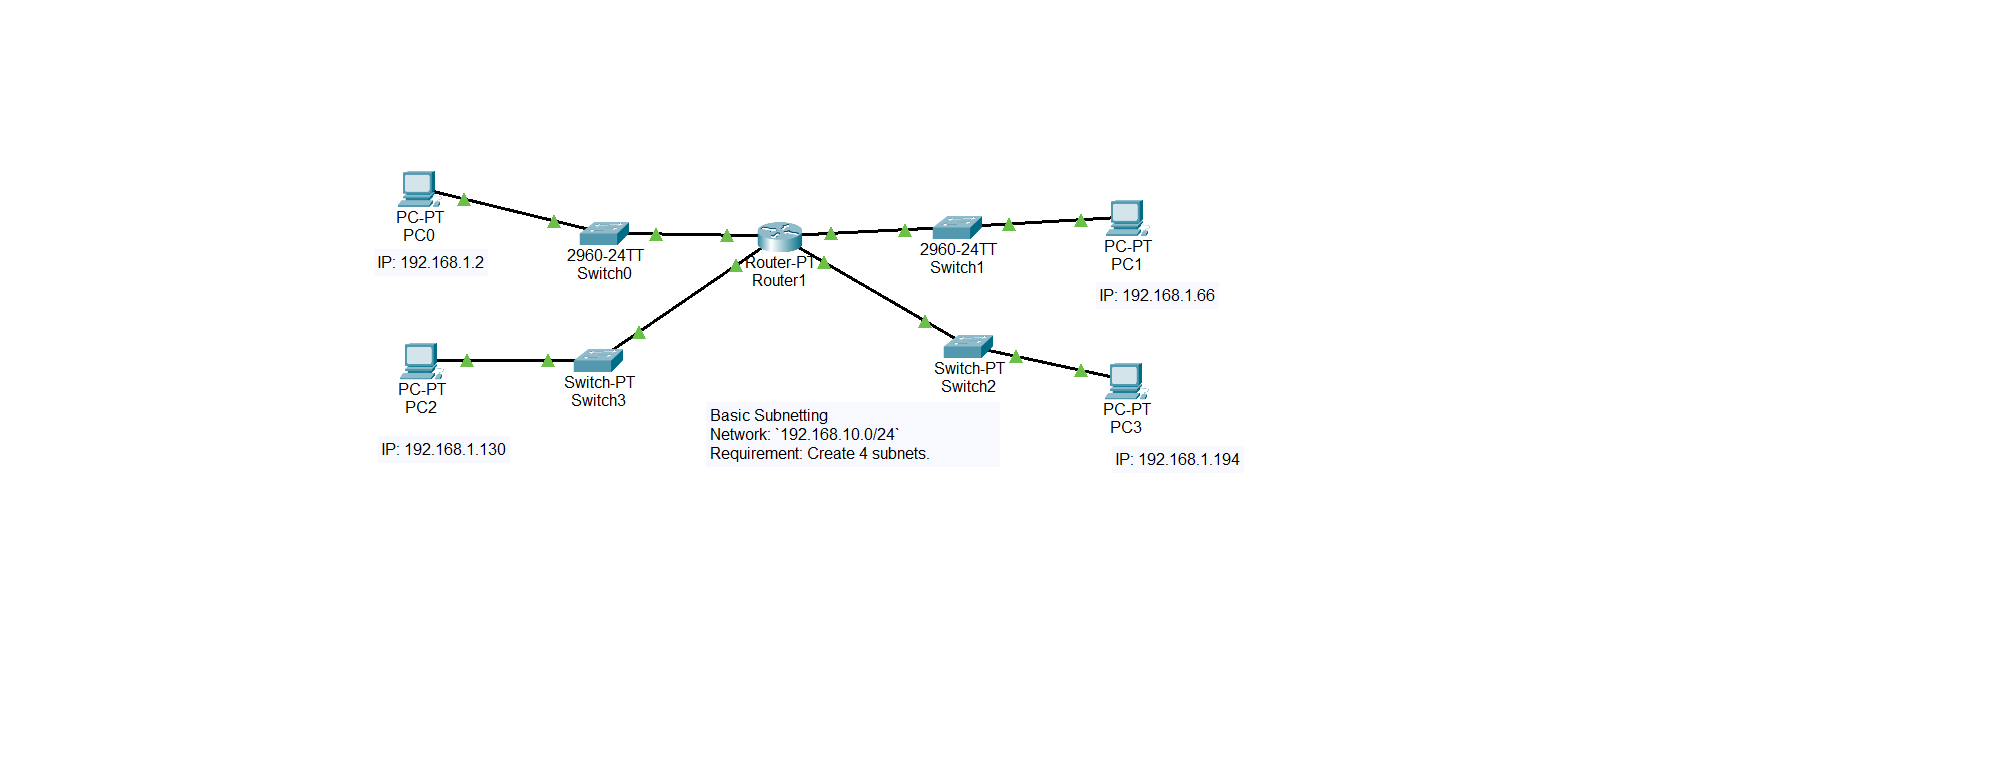 PC-PT
PC0
IP: 192.168.1.2
2960-24TT
Switch0
Router-PT
Router1
2960-24TT
Switch1
PC-PT
PC1
IP: 192.168.1.66
PC-PT
PC2
IP: 192.168.1.130
Switch-PT
Switch3
Switch-PT
Switch2
PC-PT
PC3
IP: 192.168.1.194
Basic Subnetting
Network: `192.168.10.0/24`
Requirement: Create 4 subnets.